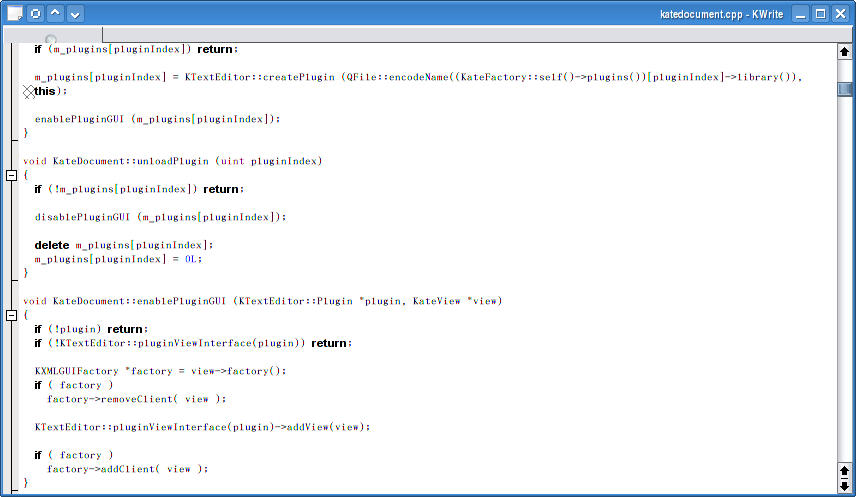 katedocument.cpp - KWrite
if (m_plugins[pluginIndex]) return;
m_plugins[pluginIndex] = KTextEditor::createPlugin (QFile::encodeName((KateFactory::self()->plugins())[pluginIndex]->library()),
this);
enablePluginGUI (m_plugins[pluginIndex]);
}
void KateDocument::unloadPlugin (uint pluginIndex)
{
if (!m_plugins[pluginIndex]) return;
disablePluginGUI (m_plugins[pluginIndex]);
delete m_plugins[pluginIndex];
m_plugins[pluginIndex] = 0L;
}
void KateDocument::enablePluginGUI (KTextEditor::Plugin *plugin, KateView *view)
{
if (!plugin) return;
if (!KTextEditor::pluginViewInterface(plugin)) return;
KXMLGUIFactory *factory = view->factory();
if ( factory )
factory->removeClient( view );
KTextEditor::pluginViewInterface(plugin)->addView(view);
if ( factory )
factory->addClient( view );
}